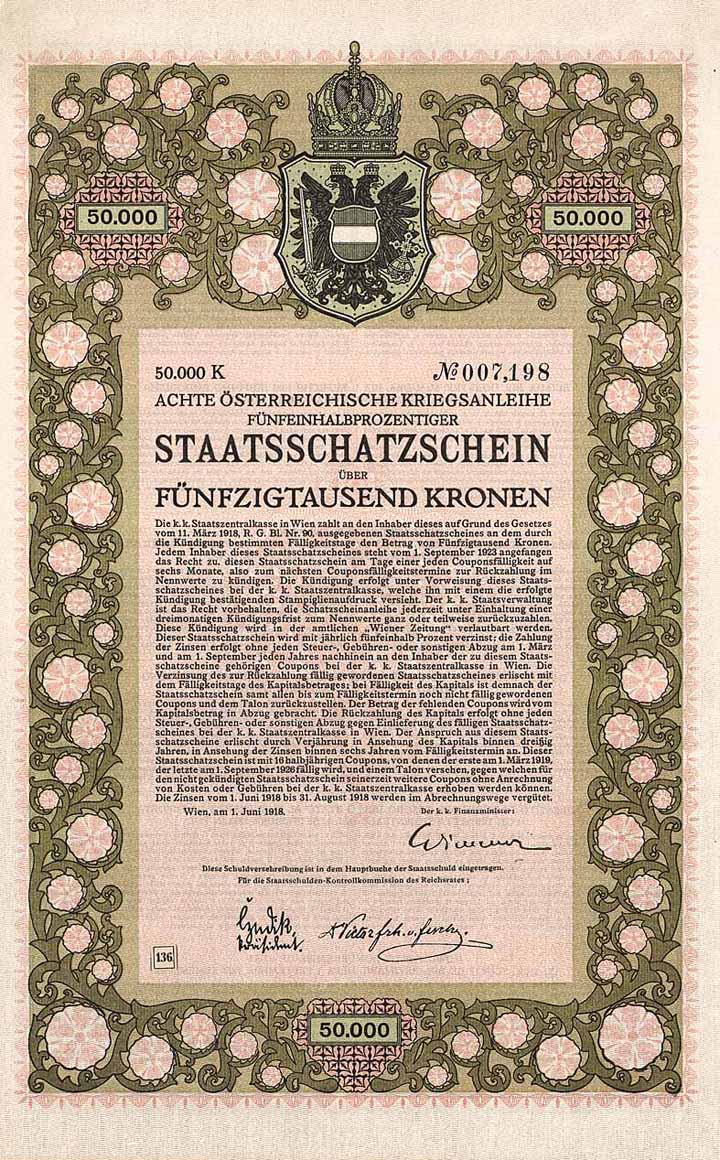 50.000 50.000
50.000 K № 007,198
ACHTE ÖSTERREICHISCHE KRIEGSANLEIHE
FÜNFEINHALBPROZENTIGER
STAATSSCHATZSCHEIN
ÜBER
FÜNFZIGTAUSEND KRONEN
Die k. k. Staatszentralkasse in Wien zahlt an den Inhaber dieses auf Grund des Gesetzes
vom 11. März 1918, R. G. Bl. Nr. 90, ausgegebenen Staatsschatzscheines an dem durch
die Kündigung bestimmten Fälligkeitstage den Betrag von Fünfzigtausend Kronen.
Jedem Inhaber dieses Staatsschatzscheines steht vom 1. September 1923 angefangen
das Recht zu, diesen Staatsschatzschein am Tage einer jeden Couponsfälligkeit auf
sechs Monate, also zum nächsten Couponsfälligkeitstermine zur Rückzahlung im
Nennwerte zu kündigen. Die Kündigung erfolgt unter Vorweisung dieses Staats-
schatzscheines bei der k. k. Staatszentralkasse, welche ihn mit einem die erfolgte
Kündigung bestätigenden Stampiglienaufdruck versieht. Der k. k. Staatsverwaltung
ist das Recht vorbehalten, die Schatzscheinanleihe jederzeit unter Einhaltung einer
dreimonatigen Kündigungsfrist zum Nennwerte ganz oder teilweise zurückzuzahlen.
Diese Kündigung wird in der amtlichen „Wiener Zeitung" verlautbart werden.
Dieser Staatsschatzschein wird mit jährlich fünfeinhalb Prozent verzinst; die Zahlung
der Zinsen erfolgt ohne jeden Steuer-, Gebühren- oder sonstigen Abzug am 1. März
und am 1. September jeden Jahres nachhinein an den Inhaber der zu diesem Staats-
schatzscheine gehörigen Coupons bei der k. k. Staatszentralkasse in Wien. Die
Verzinsung des zur Rückzahlung fällig gewordenen Staatsschatzscheines erlischt mit
dem Fälligkeitstage des Kapitalsbetrages; bei Fälligkeit des Kapitals ist demnach der
Staatsschatzschein samt allen bis zum Fälligkeitstermin noch nicht fällig gewordenen
Coupons und dem Talon zurückzustellen. Der Betrag der fehlenden Coupons wird vom
Kapitalsbetrag in Abzug gebracht. Die Rückzahlung des Kapitals erfolgt ohne jeden
Steuer-, Gebühren- oder sonstigen Abzug gegen Einlieferung des fälligen Staatsschatz-
scheines bei der k. k. Staatszentralkasse in Wien. Der Anspruch aus diesem Staats-
schatzscheine erlischt durch Verjährung in Ansehung des Kapitals binnen dreißig
Jahren, in Ansehung der Zinsen binnen sechs Jahren vom Fälligkeitstermin an. Dieser
Staatsschatzschein ist mit 16 halbjährigen Coupons, von denen der erste am 1. März 1919,
der letzte am 1. September 1926 fällig wird, und einem Talon versehen, gegen welchen für
den nicht gekündigten Staatsschatzschein seinerzeit weitere Coupons ohne Anrechnung
von Kosten oder Gebühren bei der k. k. Staatszentralkasse erhoben werden können.
Die Zinsen vom 1. Juni 1918 bis 31. August 1918 werden im Abrechnungswege vergütet.
Wien, am 1. Juni 1918. Der k. k. Finanzminister:
Wimmer
Diese Schuldverschreibung ist in dem Hauptbuche der Staatsschuld eingetragen.
Für die Staatsschulden-Kontrollkommission des Reichsrates;
Präsident.
136
50.000